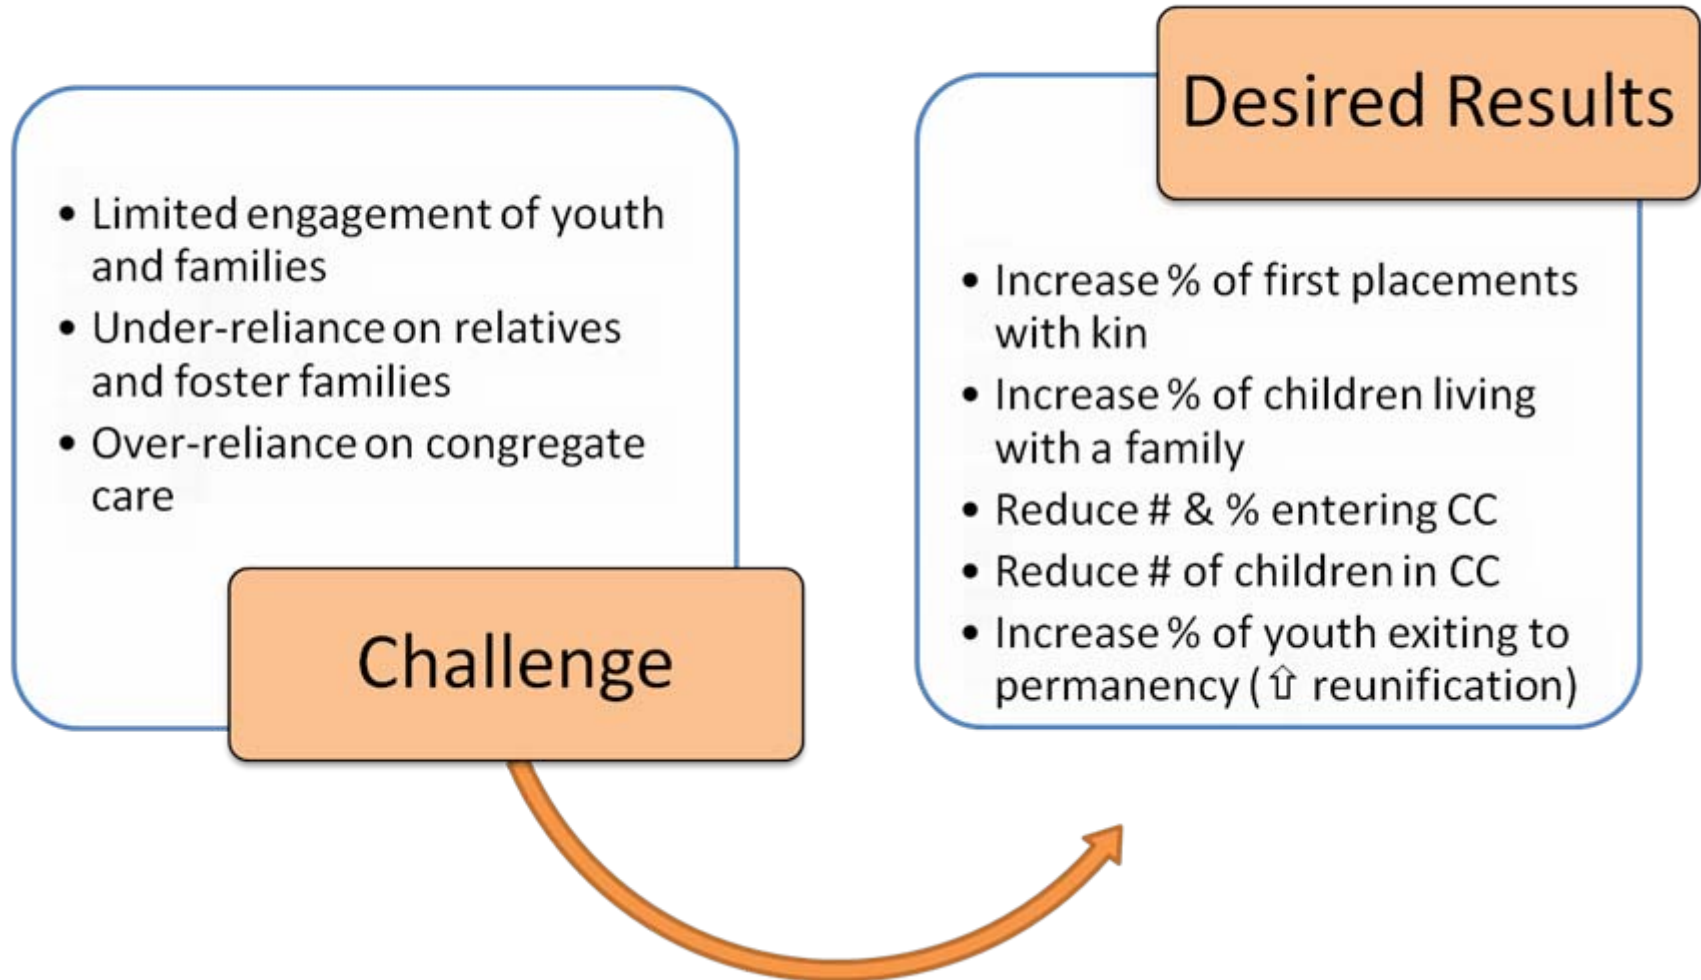 • Limited engagement of youth
and families
• Under-reliance on relatives
and foster families
• Over-reliance on congregate
care
Challenge
Desired Results
• Increase % of first placements
with kin
• Increase % of children living
with a family
• Reduce # & % entering CC
• Reduce # of children in CC
• Increase % of youth exiting to
permanency (⇧ reunification)